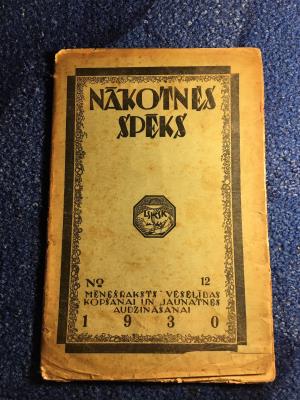 NĀKOTNES
SPĒKS
No 12
MĒNEŠRAKSTS VESELĪBAS
KOPŠANAI UN JAUNATNES
AUDZINĀŠANAI
1930